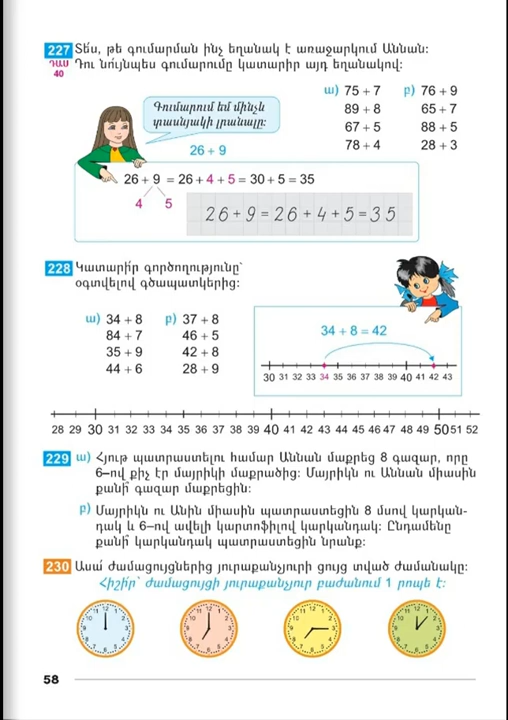 227 Տե՛ս, թե գումարման ինչ եղանակ է առաջարկում Աննան:
ԴԱՍ 40 Դու նույնպես գումարումը կատարիր այդ եղանակով:
Գումարում եմ մինչև
տասնյակի լրանալը:
26 + 9
ա) 75 + 7 բ) 76 + 9
89 + 8 65 + 7
67 + 5 88 + 5
78 + 4 28 + 3
26 + 9 = 26 + 4 + 5 = 30 + 5 = 35
4 5
26 + 9 = 26 + 4 + 5 = 35
228 Կատարի՛ր գործողությունը՝
օգտվելով գծապատկերից:
ա) 34 + 8 բ) 37 + 8
84 + 7 46 + 5
35 + 9 42 + 8
44 + 6 28 + 9
34 + 8 = 42
30 31 32 33 34 35 36 37 38 39 40 41 42 43
28 29 30 31 32 33 34 35 36 37 38 39 40 41 42 43 44 45 46 47 48 49 50 51 52
229 ա) Հյութ պատրաստելու համար Աննան մաքրեց 8 գազար, որը
6–ով քիչ էր մայրիկի մաքրածից: Մայրիկն ու Աննան միասին
քանի՞ գազար մաքրեցին:
բ) Մայրիկն ու Անին միասին պատրաստեցին 8 մսով կարկան-
դակ և 6–ով ավելի կարտոֆիլով կարկանդակ: Ընդամենը
քանի՞ կարկանդակ պատրաստեցին նրանք:
230 Ասա՛ ժամացույցներից յուրաքանչյուրի ցույց տված ժամանակը:
Հիշի՛ր՝ ժամացույցի յուրաքանչյուր բաժանում 1 րոպե է:
58